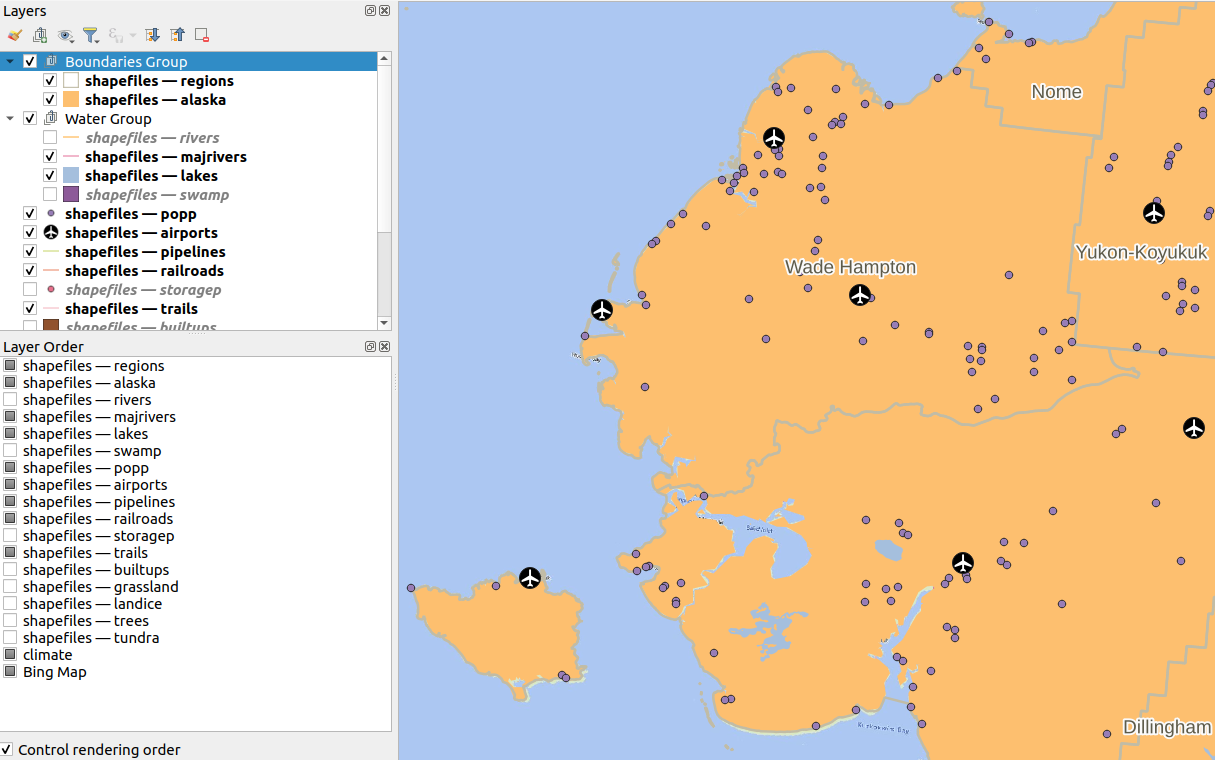 Layers
Boundaries Group
shapefiles — regions
shapefiles — alaska
Water Group
shapefiles — rivers
shapefiles — majrivers
shapefiles — lakes
shapefiles — swamp
shapefiles — popp
shapefiles — airports
shapefiles — pipelines
shapefiles — railroads
shapefiles — storagep
shapefiles — trails
shapefiles — builtups
Layer Order
shapefiles — regions
shapefiles — alaska
shapefiles — rivers
shapefiles — majrivers
shapefiles — lakes
shapefiles — swamp
shapefiles — popp
shapefiles — airports
shapefiles — pipelines
shapefiles — railroads
shapefiles — storagep
shapefiles — trails
shapefiles — builtups
shapefiles — grassland
shapefiles — landice
shapefiles — trees
shapefiles — tundra
climate
Bing Map
Control rendering order
Nome
Yukon-Koyukuk
Wade Hampton
Dillingham